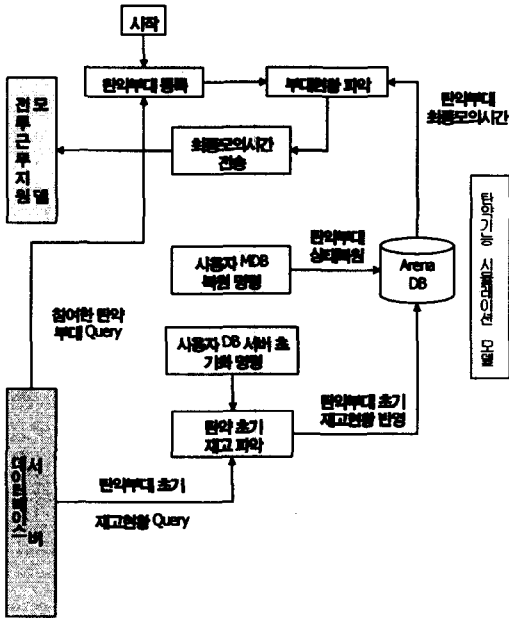 시작
탄약부대 등록
부대현황 파악
탄약부대
최종모의시간
전투근무지원
모델
최종모의시간
전송
탄약기능 시뮬레이션 모델
사용자 MDB
복원 명령
탄약부대
상태복원
Arena
DB
참여한 탄약
부대 Query
사용자 DB 서버 초
기화 명령
탄약 초기
재고 파악
탄약부대 초기
재고현황 반영
데이터베이스
서버
탄약부대 초기
재고현황 Query